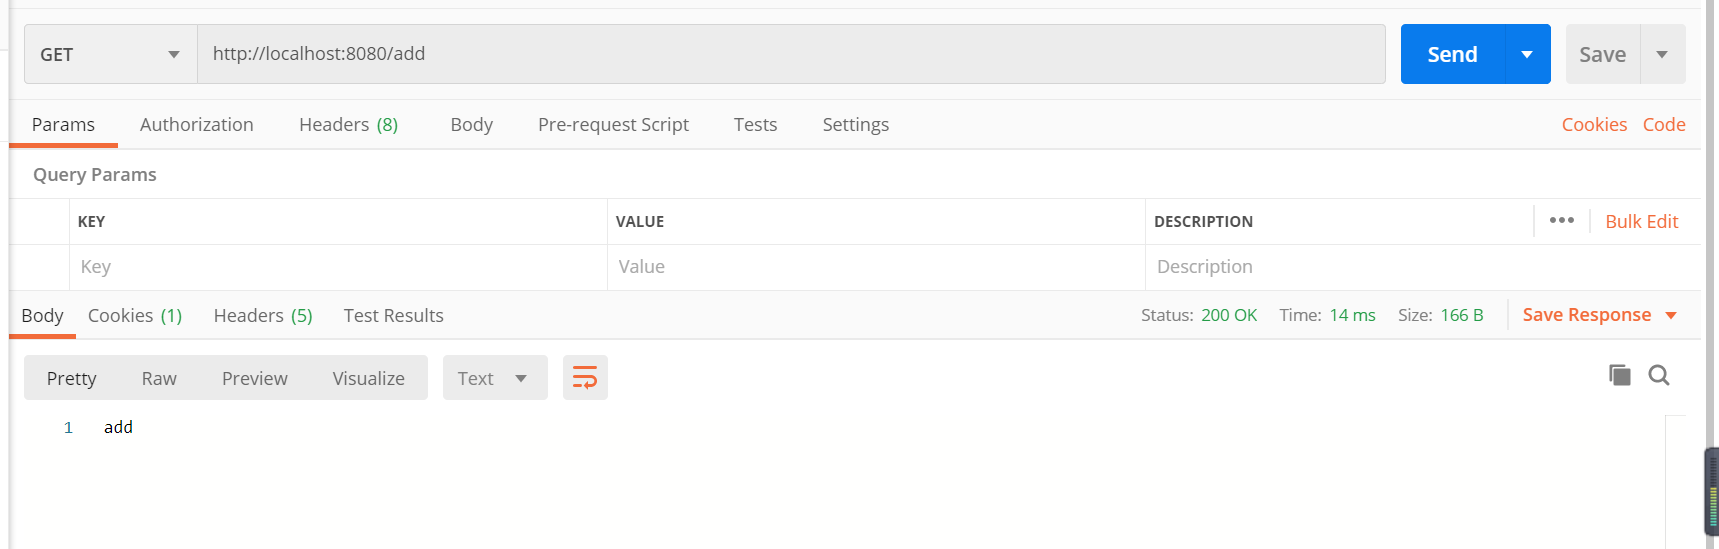 GET http://localhost:8080/add Send Save
Params Authorization Headers (8) Body Pre-request Script Tests Settings Cookies Code
Query Params
KEY VALUE DESCRIPTION ••• Bulk Edit
Key Value Description
Body Cookies (1) Headers (5) Test Results Status: 200 OK Time: 14 ms Size: 166 B Save Response
Pretty Raw Preview Visualize Text
1 add